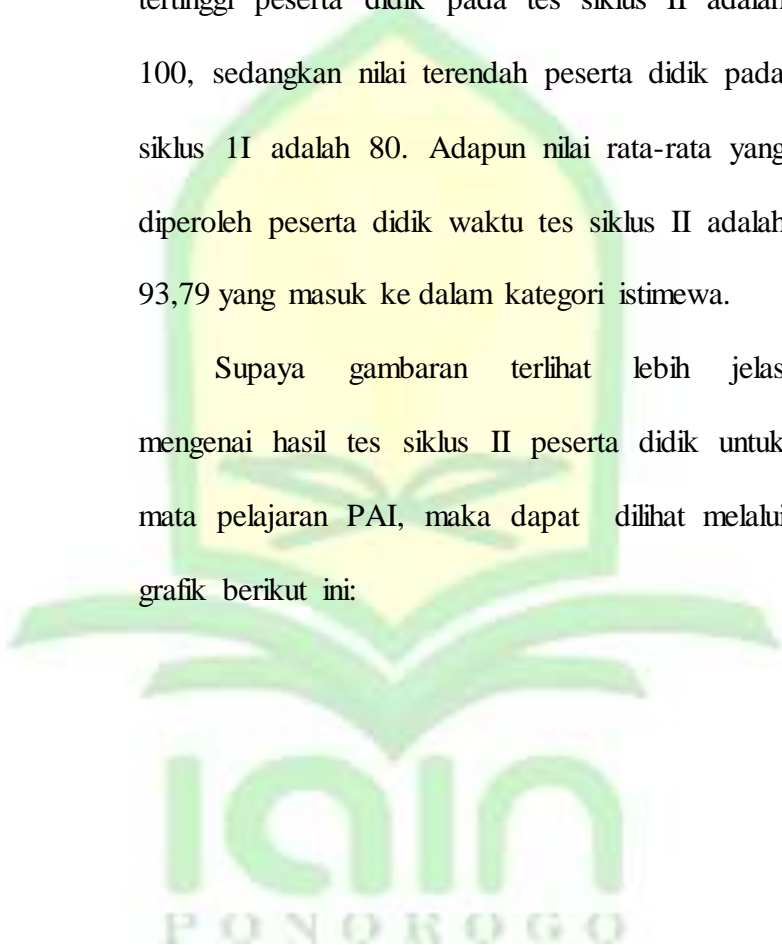 tertinggi peserta didik pada tes siklus II adalah
100, sedangkan nilai terendah peserta didik pada
siklus 1I adalah 80. Adapun nilai rata-rata yang
diperoleh peserta didik waktu tes siklus II adalah
93,79 yang masuk ke dalam kategori istimewa.
Supaya gambaran terlihat lebih jelas
mengenai hasil tes siklus II peserta didik untuk
mata pelajaran PAI, maka dapat dilihat melalui
grafik berikut ini:
iain
PONOROGO